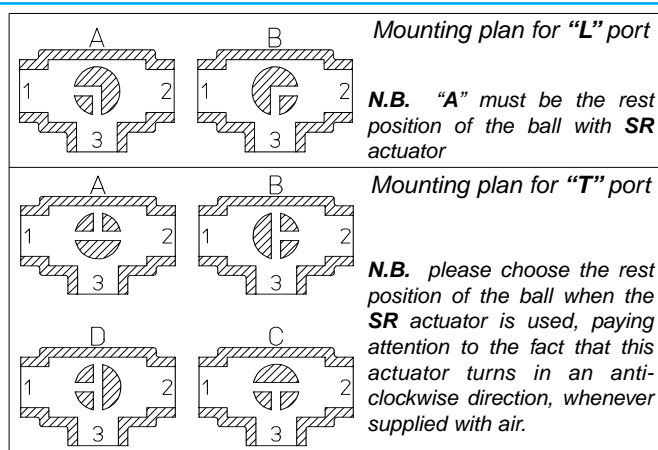 A B
1 2 1 2
3 3
Mounting plan for “L” port
N.B. “A” must be the rest
position of the ball with SR
actuator
A B
1 2 1 2
3 3
D C
1 2 1 2
3 3
Mounting plan for “T” port
N.B. please choose the rest
position of the ball when the
SR actuator is used, paying
attention to the fact that this
actuator turns in an anti-
clockwise direction, whenever
supplied with air.